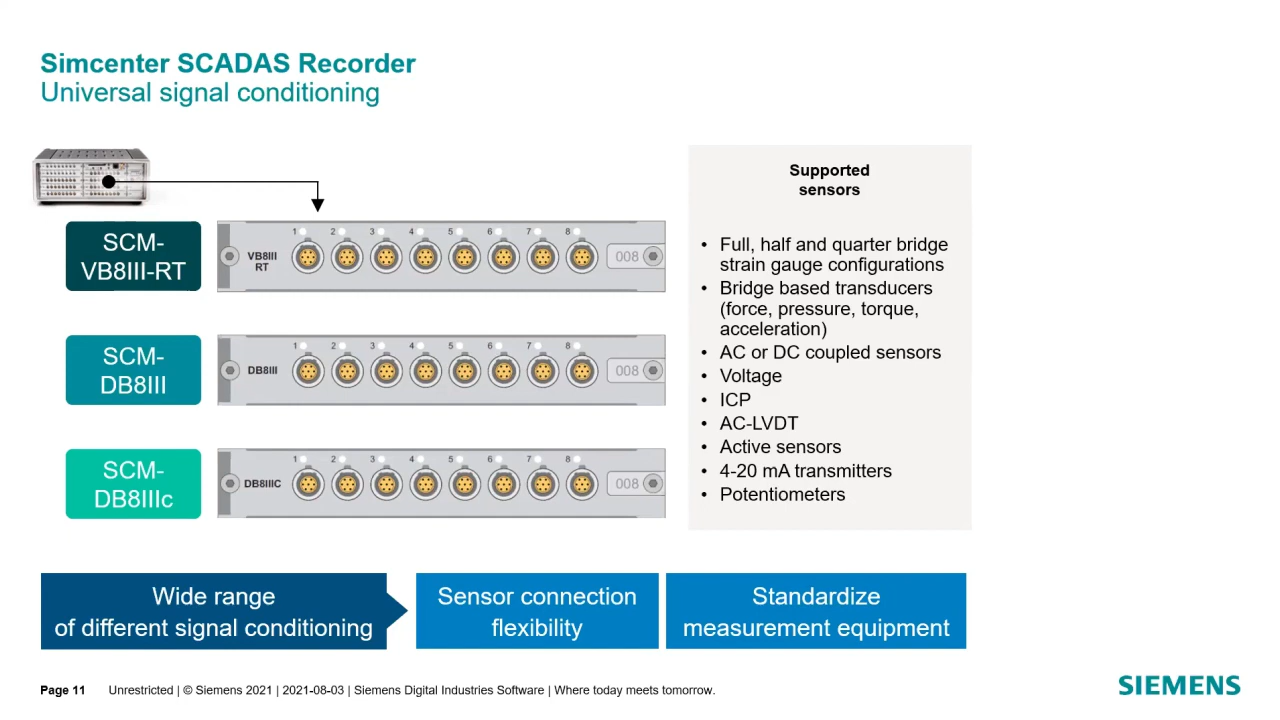 Simcenter SCADAS Recorder
Universal signal conditioning
SCM-
VB8III-RT
VB8III
RT
1 2 3 4 5 6 7 8
008
SCM-
DB8III
DB8III
1 2 3 4 5 6 7 8
008
SCM-
DB8IIIc
DB8IIIC
1 2 3 4 5 6 7 8
008
Supported
sensors
• Full, half and quarter bridge
strain gauge configurations
• Bridge based transducers
(force, pressure, torque,
acceleration)
• AC or DC coupled sensors
• Voltage
• ICP
• AC-LVDT
• Active sensors
• 4-20 mA transmitters
• Potentiometers
Wide range
of different signal conditioning
Sensor connection
flexibility
Standardize
measurement equipment
Page 11 Unrestricted | © Siemens 2021 | 2021-08-03 | Siemens Digital Industries Software | Where today meets tomorrow.
SIEMENS